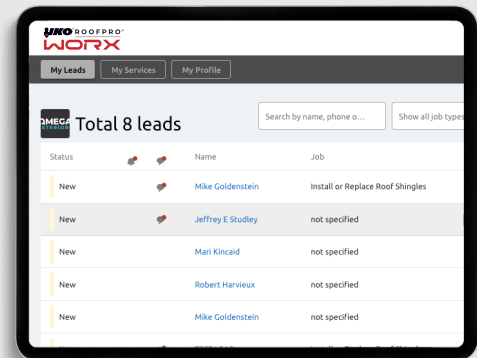 IKO ROOFPRO
WORX
My Leads My Services My Profile
OMEGA
EXTERIORS
Total 8 leads
Search by name, phone o... Show all job types
Status Name Job
New Mike Goldenstein Install or Replace Roof Shingles
New Jeffrey E Studley not specified
New Mari Kincaid not specified
New Robert Harvieux not specified
New Mike Goldenstein not specified